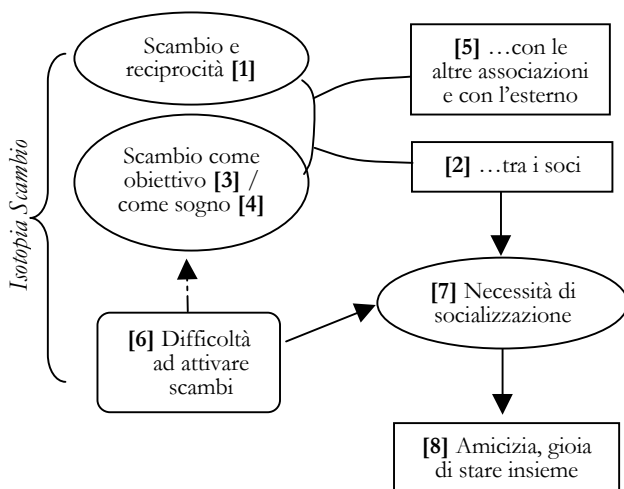 Isotopia Scambio
Scambio e
reciprocità [1]
[5] …con le
altre associazioni
e con l'esterno
Scambio come
obiettivo [3] /
come sogno [4]
[2] …tra i soci
[7] Necessità di
socializzazione
[6] Difficoltà
ad attivare
scambi
[8] Amicizia, gioia
di stare insieme